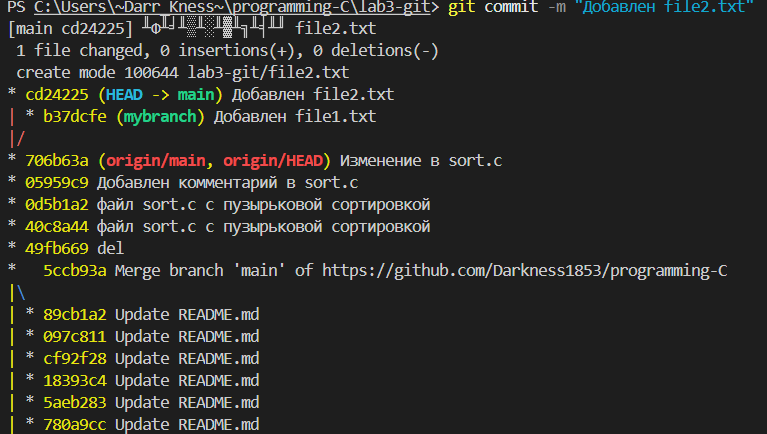 PS C:\Users\~Darr Kness~\programming-C\lab3-git> git commit -m "Добавлен file2.txt"
[main cd24225] file2.txt
 1 file changed, 0 insertions(+), 0 deletions(-)
 create mode 100644 lab3-git/file2.txt
* cd24225 (HEAD -> main) Добавлен file2.txt
| * b37dcfe (mybranch) Добавлен file1.txt
|/
* 706b63a (origin/main, origin/HEAD) Изменение в sort.c
* 05959c9 Добавлен комментарий в sort.c
* 0d5b1a2 файл sort.c с пузырьковой сортировкой
* 40c8a44 файл sort.c с пузырьковой сортировкой
* 49fb669 del
*   5ccb93a Merge branch 'main' of https://github.com/Darkness1853/programming-C
|\
| * 89cb1a2 Update README.md
| * 097c811 Update README.md
| * cf92f28 Update README.md
| * 18393c4 Update README.md
| * 5aeb283 Update README.md
| * 780a9cc Update README.md